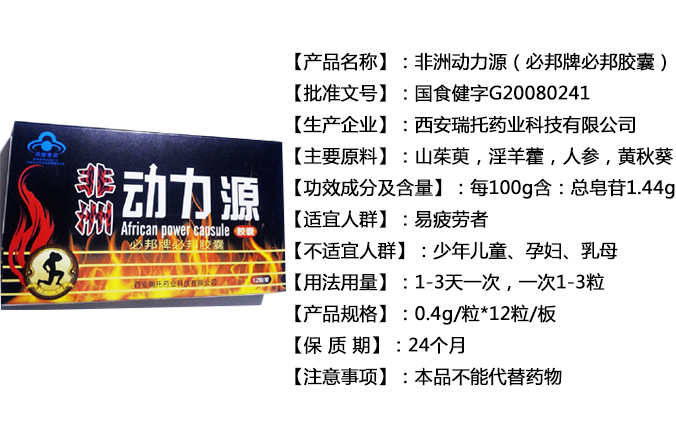 【产品名称】：非洲动力源（必邦牌必邦胶囊）
【批准文号】：国食健字G20080241
【生产企业】：西安瑞托药业科技有限公司
【主要原料】：山茱萸，淫羊藿，人参，黄秋葵
【功效成分及含量】：每100g含：总皂苷1.44g
【适宜人群】：易疲劳者
【不适宜人群】：少年儿童、孕妇、乳母
【用法用量】：1-3天一次，一次1-3粒
【产品规格】：0.4g/粒*12粒/板
【保 质 期】：24个月
【注意事项】：本品不能代替药物
保健食品
非洲
动力源
African power capsule
胶囊
必邦牌必邦胶囊
西安瑞托药业科技有限公司